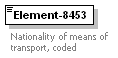 Element-8453
Nationality of means of
transport, coded